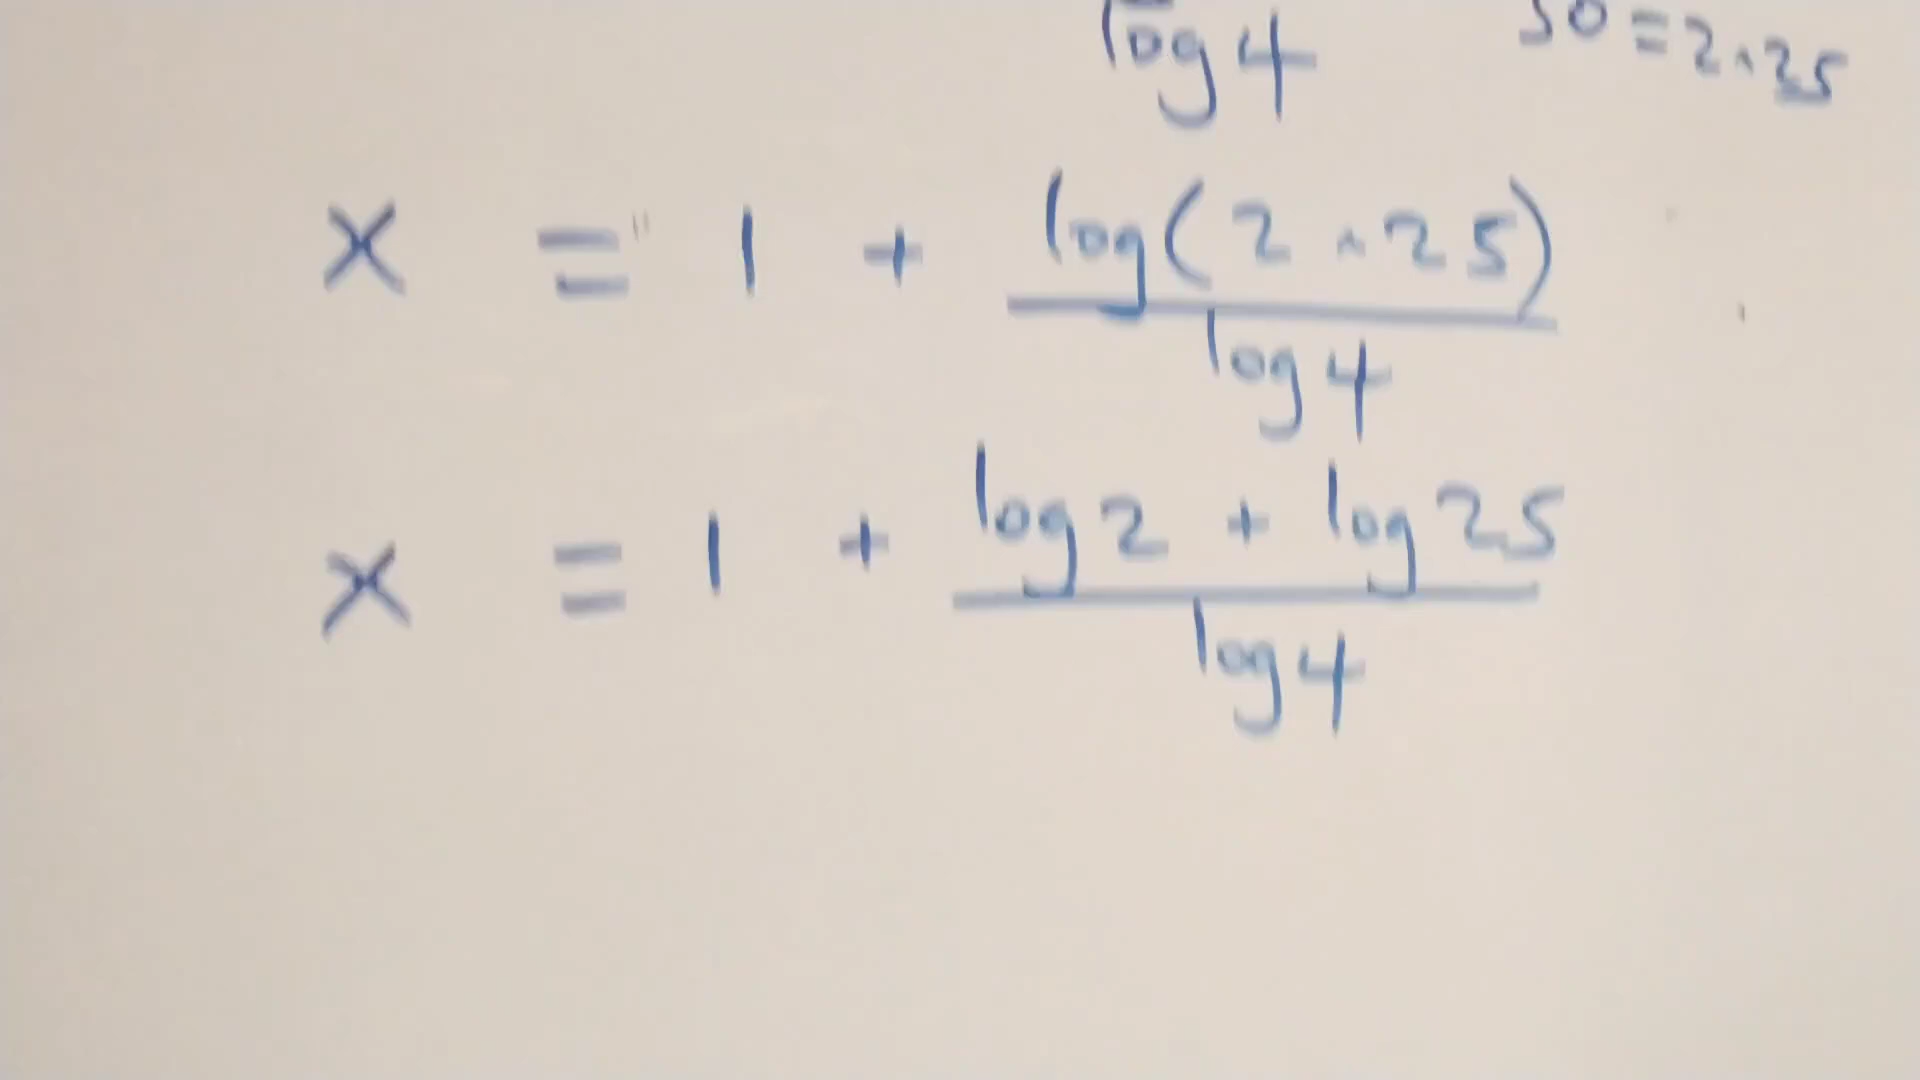 log 4
50 = 2 × 25
x = 1 + log(2 × 25)
log 4
x = 1 + log 2 + log 25
log 4